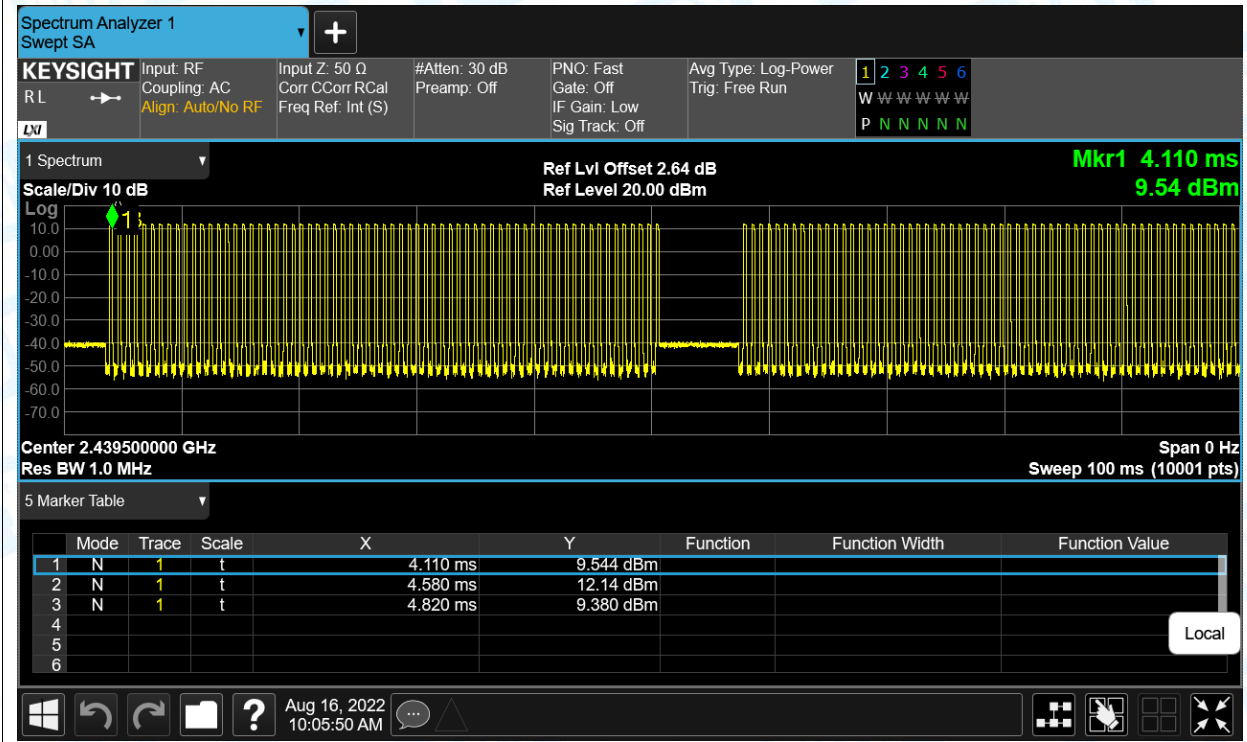 Spectrum Analyzer 1
Swept SA
+
KEYSIGHT Input: RF Input Z: 50 Ω #Atten: 30 dB PNO: Fast Avg Type: Log-Power 1 2 3 4 5 6
R L Coupling: AC Corr CCorr RCal Preamp: Off Gate: Off Trig: Free Run W W W W W W
Align: Auto/No RF Freq Ref: Int (S) IF Gain: Low
LXI Sig Track: Off P N N N N N
1 Spectrum Ref Lvl Offset 2.64 dB Mkr1 4.110 ms
Scale/Div 10 dB Ref Level 20.00 dBm 9.54 dBm
Log
1
10.0
0.00
-10.0
-20.0
-30.0
-40.0
-50.0
-60.0
-70.0
Center 2.439500000 GHz Span 0 Hz
Res BW 1.0 MHz Sweep 100 ms (10001 pts)
5 Marker Table
Mode Trace Scale X Y Function Function Width Function Value
1 N 1 t 4.110 ms 9.544 dBm
2 N 1 t 4.580 ms 12.14 dBm
3 N 1 t 4.820 ms 9.380 dBm
4
5
6
Local
? Aug 16, 2022
10:05:50 AM